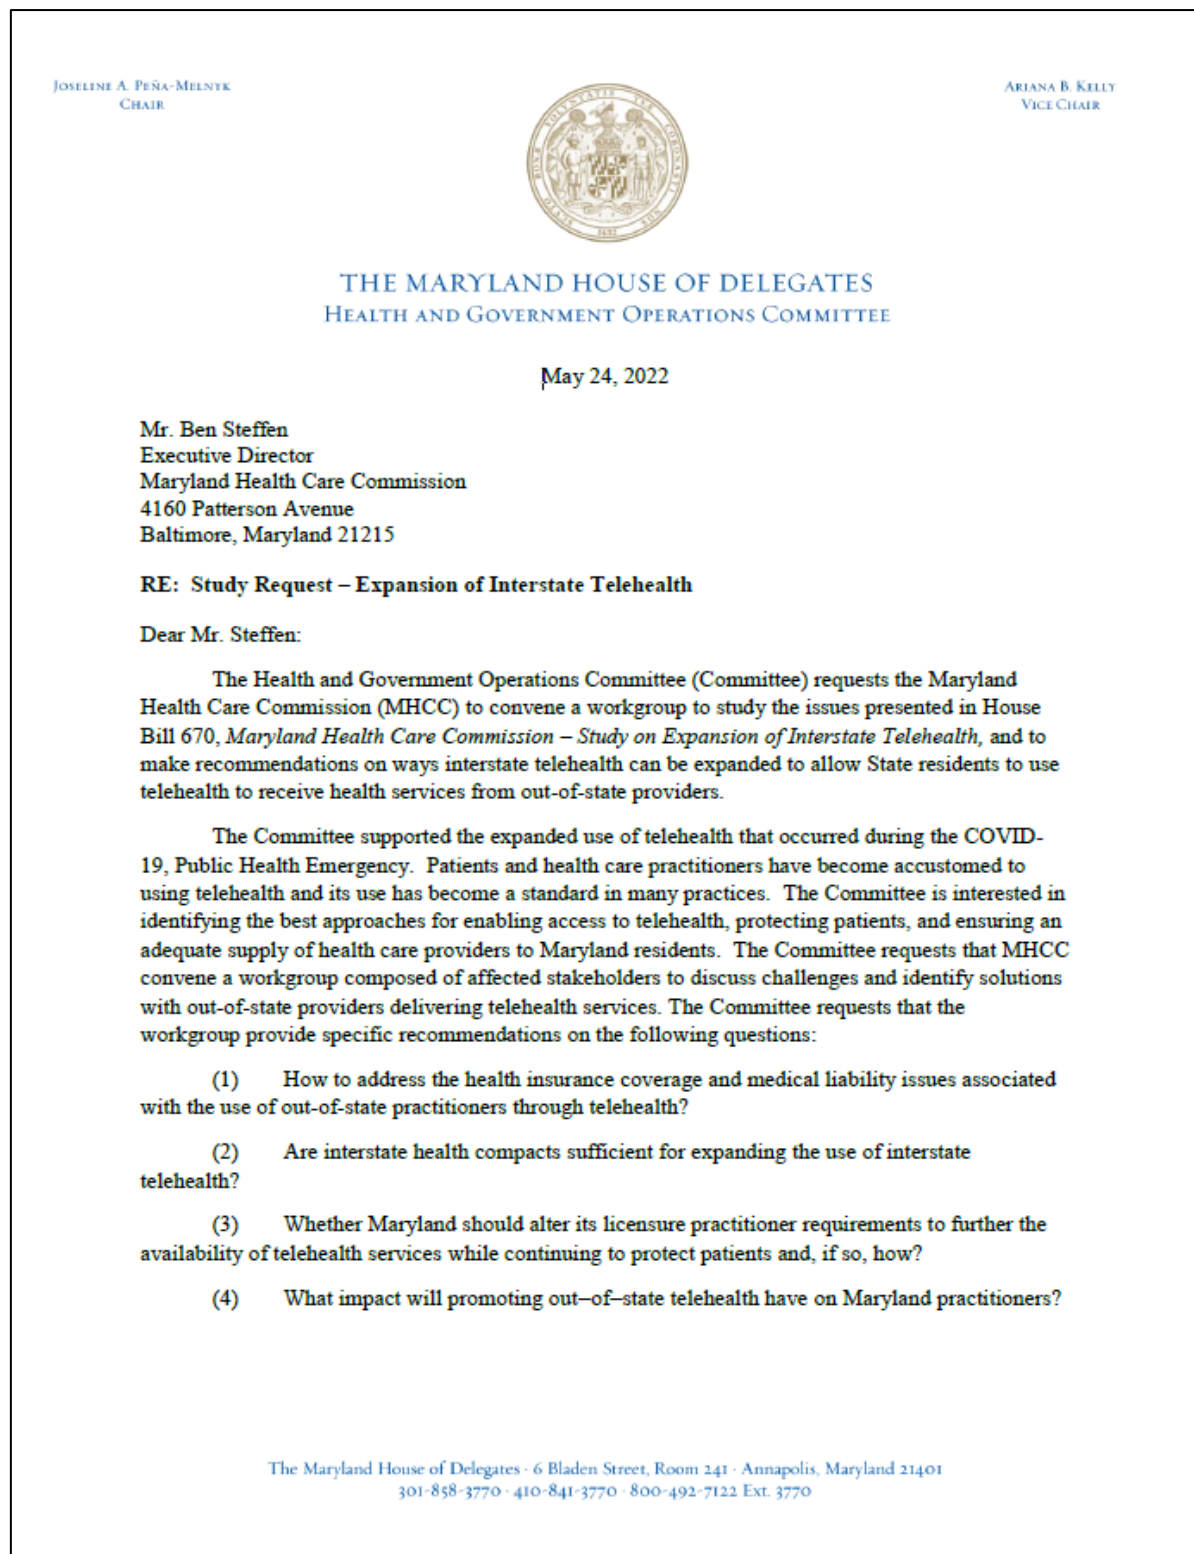 JOSELINE A. PEÑA-MELNYK
CHAIR
ARIANA B. KELLY
VICE CHAIR
1632
THE MARYLAND HOUSE OF DELEGATES
HEALTH AND GOVERNMENT OPERATIONS COMMITTEE
May 24, 2022
Mr. Ben Steffen
Executive Director
Maryland Health Care Commission
4160 Patterson Avenue
Baltimore, Maryland 21215
RE: Study Request – Expansion of Interstate Telehealth
Dear Mr. Steffen:
The Health and Government Operations Committee (Committee) requests the Maryland
Health Care Commission (MHCC) to convene a workgroup to study the issues presented in House
Bill 670, Maryland Health Care Commission – Study on Expansion of Interstate Telehealth, and to
make recommendations on ways interstate telehealth can be expanded to allow State residents to use
telehealth to receive health services from out-of-state providers.
The Committee supported the expanded use of telehealth that occurred during the COVID-
19, Public Health Emergency. Patients and health care practitioners have become accustomed to
using telehealth and its use has become a standard in many practices. The Committee is interested in
identifying the best approaches for enabling access to telehealth, protecting patients, and ensuring an
adequate supply of health care providers to Maryland residents. The Committee requests that MHCC
convene a workgroup composed of affected stakeholders to discuss challenges and identify solutions
with out-of-state providers delivering telehealth services. The Committee requests that the
workgroup provide specific recommendations on the following questions:
(1) How to address the health insurance coverage and medical liability issues associated
with the use of out-of-state practitioners through telehealth?
(2) Are interstate health compacts sufficient for expanding the use of interstate
telehealth?
(3) Whether Maryland should alter its licensure practitioner requirements to further the
availability of telehealth services while continuing to protect patients and, if so, how?
(4) What impact will promoting out–of–state telehealth have on Maryland practitioners?
The Maryland House of Delegates · 6 Bladen Street, Room 241 · Annapolis, Maryland 21401
301-858-3770 · 410-841-3770 · 800-492-7122 Ext. 3770